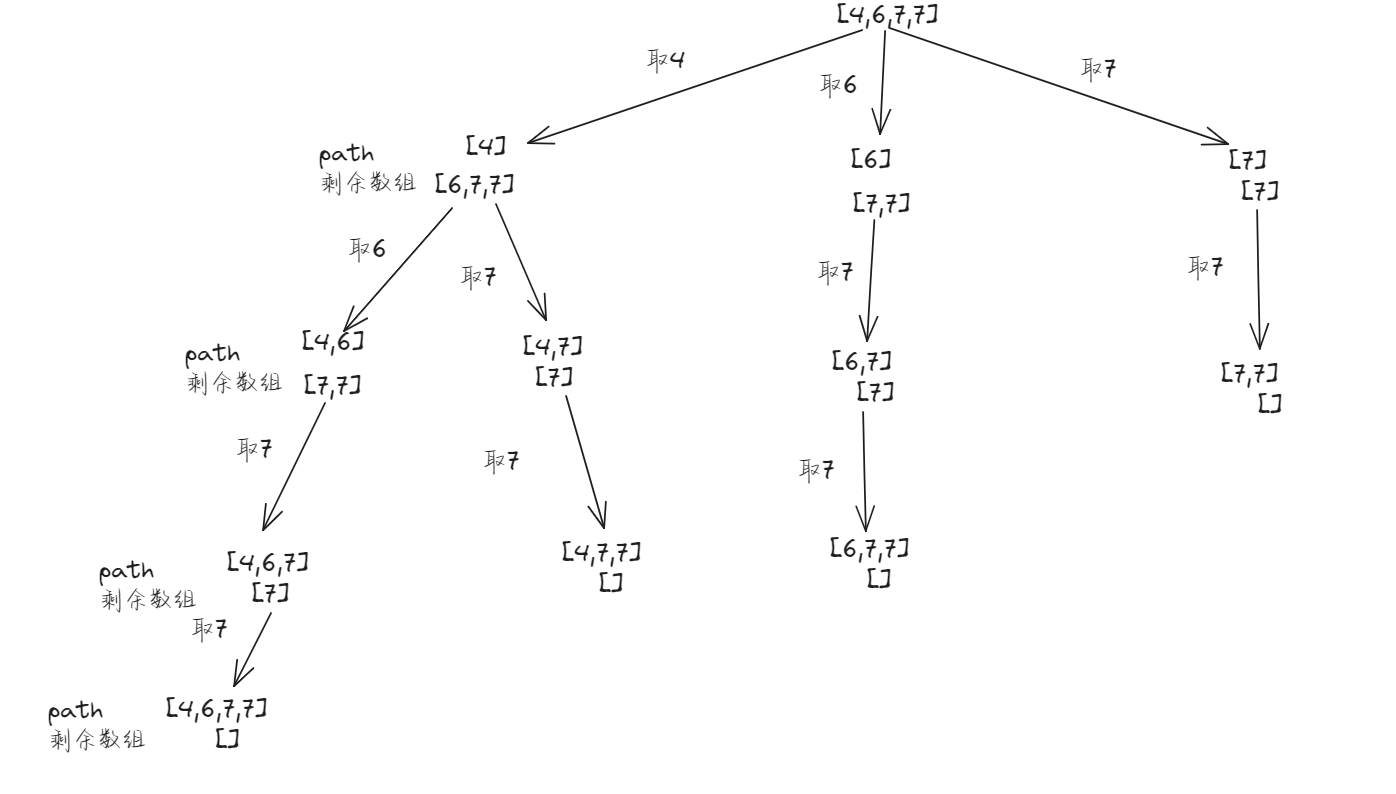 [4,6,7,7]
取4
取6
取7
path
[4]
剩余数组
[6,7,7]
[6]
[7,7]
[7]
[7]
取6
取7
取7
取7
path
[4,6]
剩余数组
[7,7]
[4,7]
[7]
[6,7]
[7]
[7,7]
[]
取7
取7
取7
path
[4,6,7]
剩余数组
[7]
[4,7,7]
[]
[6,7,7]
[]
取7
path
[4,6,7,7]
剩余数组
[]